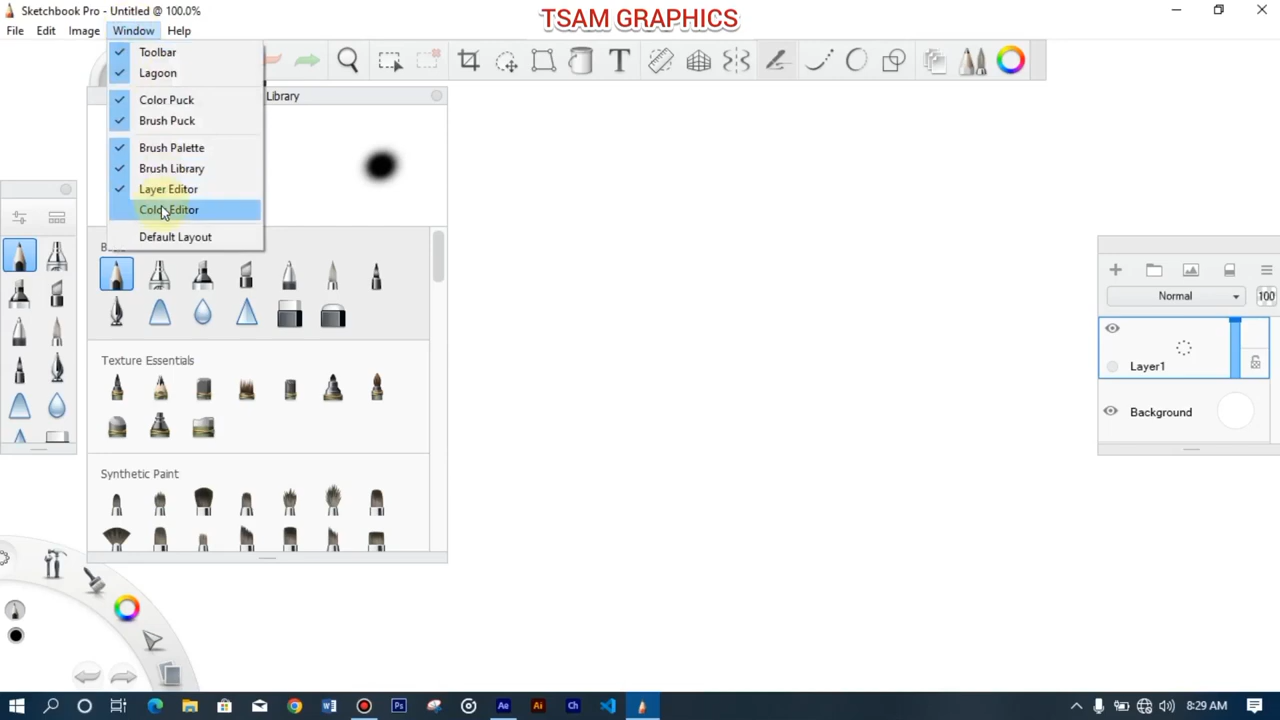 Sketchbook Pro - Untitled @ 100.0%
TSAM GRAPHICS
File Edit Image Window Help
Toolbar
Lagoon
Color Puck
Brush Puck
Brush Palette
Brush Library
Layer Editor
Color Editor
Default Layout
Library
Texture Essentials
Synthetic Paint
Normal 100
Layer1
Background
8:29 AM